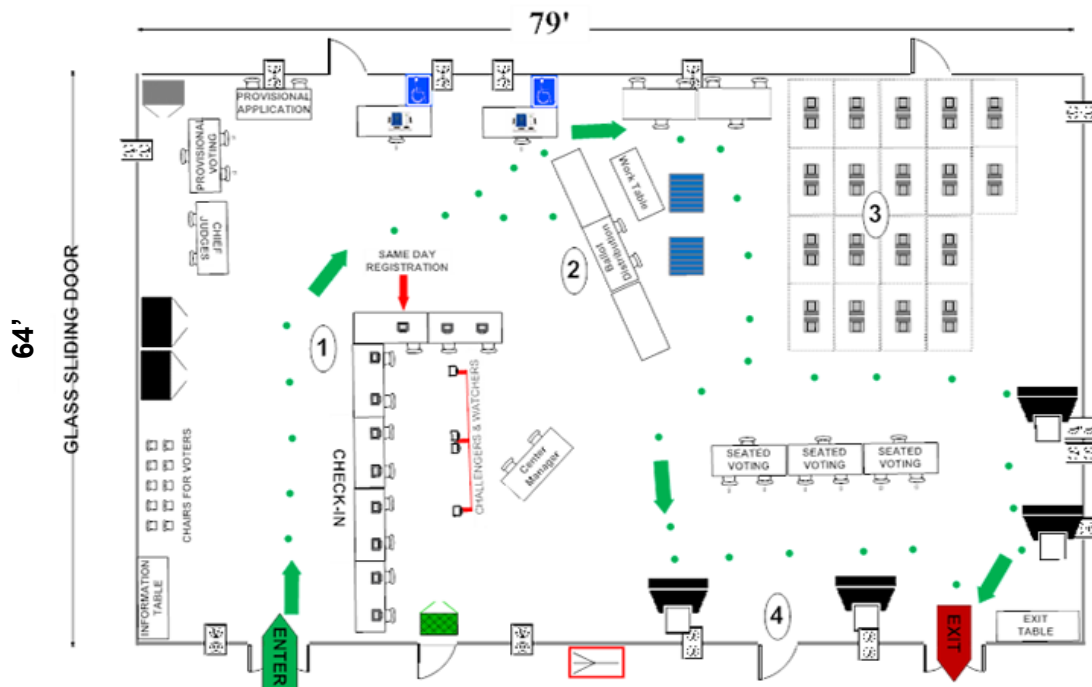 79'
PROVISIONAL
APPLICATION
PROVISIONAL
VOTING
CHIEF
JUDGES
Work Table
Ballot
Distribution
2
3
SAME DAY
REGISTRATION
1
64'
GLASS SLIDING DOOR
CHALLENGERS & WATCHERS
Center
Manager
CHECK-IN
CHAIRS FOR VOTERS
SEATED
VOTING
SEATED
VOTING
SEATED
VOTING
INFORMATION
TABLE
ENTER
4
EXIT
EXIT
TABLE